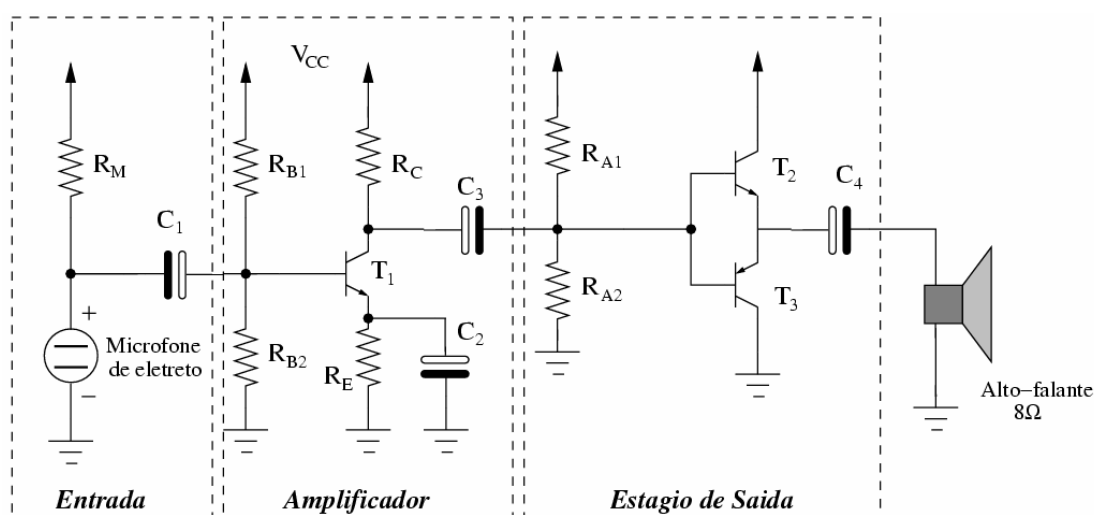 V_CC
R_M
R_B1
R_C
R_A1
C_1
C_3
T_2
C_4
T_1
T_3
+
Microfone
de eletreto
−
R_B2
R_E
C_2
R_A2
Alto−falante
8Ω
Entrada
Amplificador
Estagio de Saida